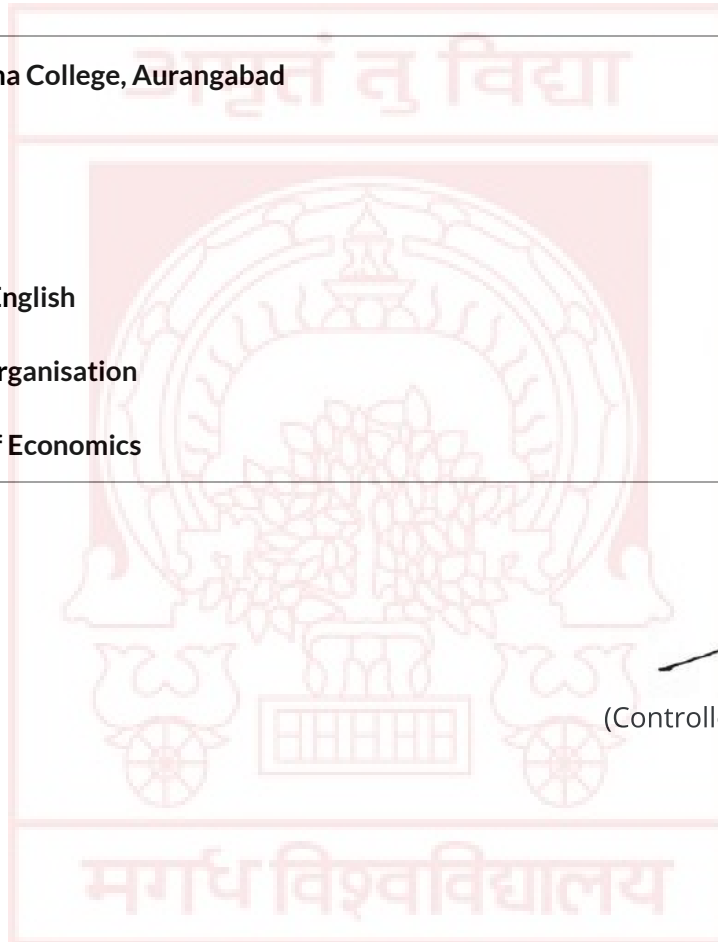 अमृतं तु विद्या
na College, Aurangabad
English
rganisation
f Economics
(Controll
मगध विश्वविद्यालय